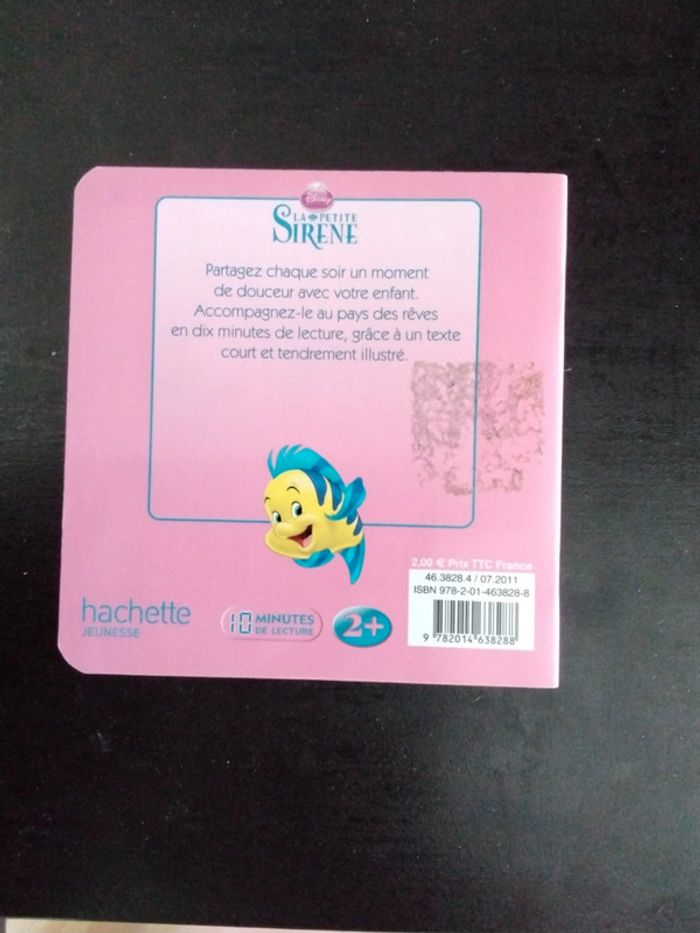 Disney
LA PETITE
SIRÈNE
Partagez chaque soir un moment
de douceur avec votre enfant.
Accompagnez-le au pays des rêves
en dix minutes de lecture, grâce à un texte
court et tendrement illustré.
2,00 € Prix TTC France
46.3828.4 / 07.2011
ISBN 978-2-01-463828-8
9 782014 638288
hachette
JEUNESSE
10 MINUTES
DE LECTURE
2+